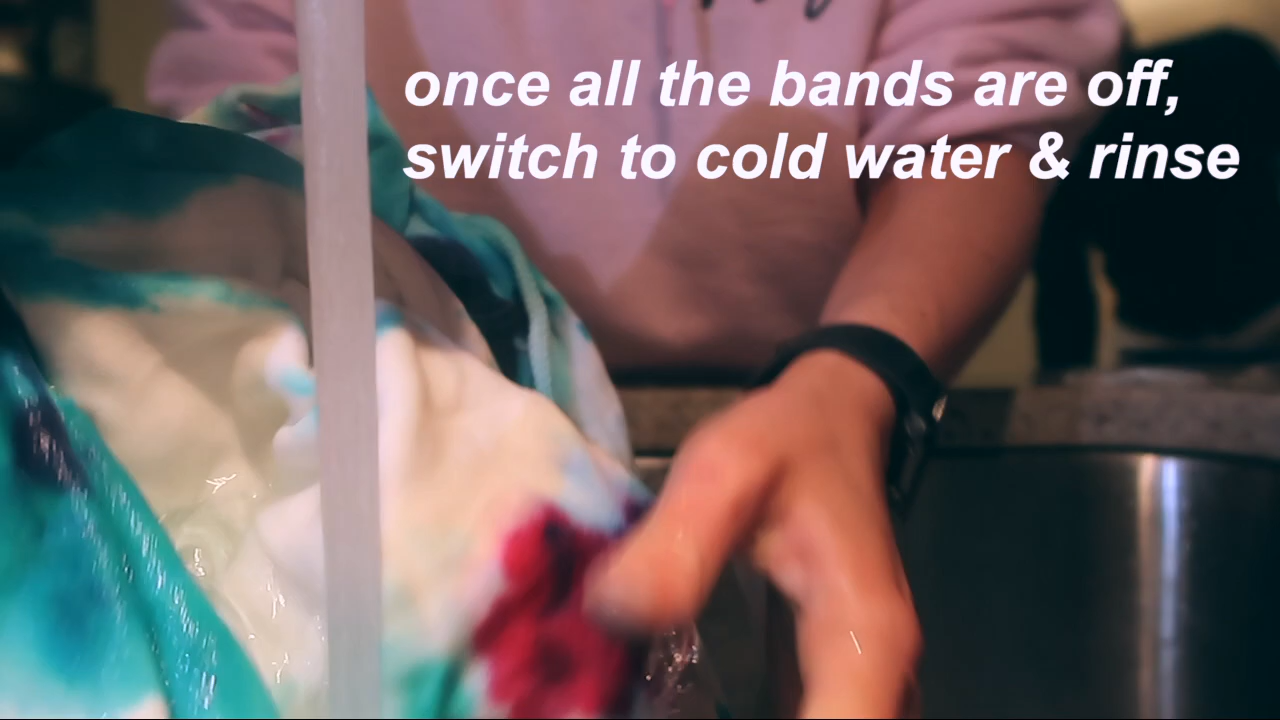 once all the bands are off,
switch to cold water & rinse